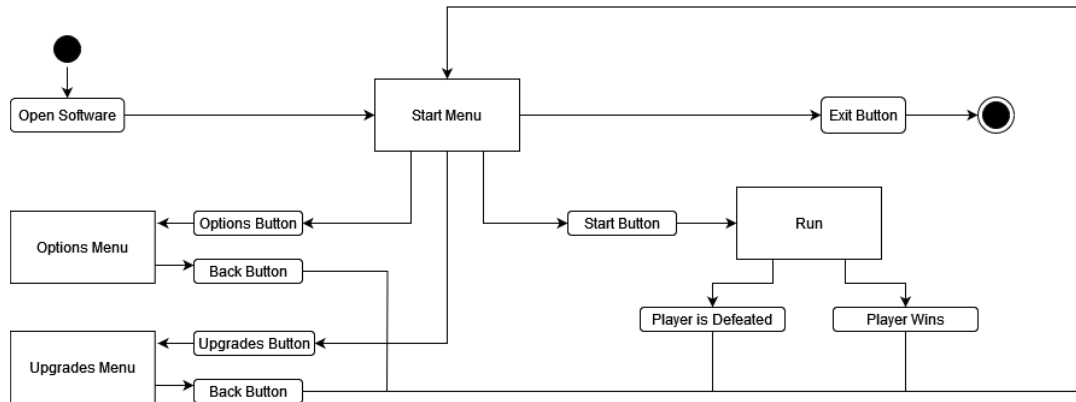 Open Software
Start Menu
Exit Button
Options Button
Start Button
Run
Options Menu
Back Button
Player is Defeated
Player Wins
Upgrades Button
Upgrades Menu
Back Button